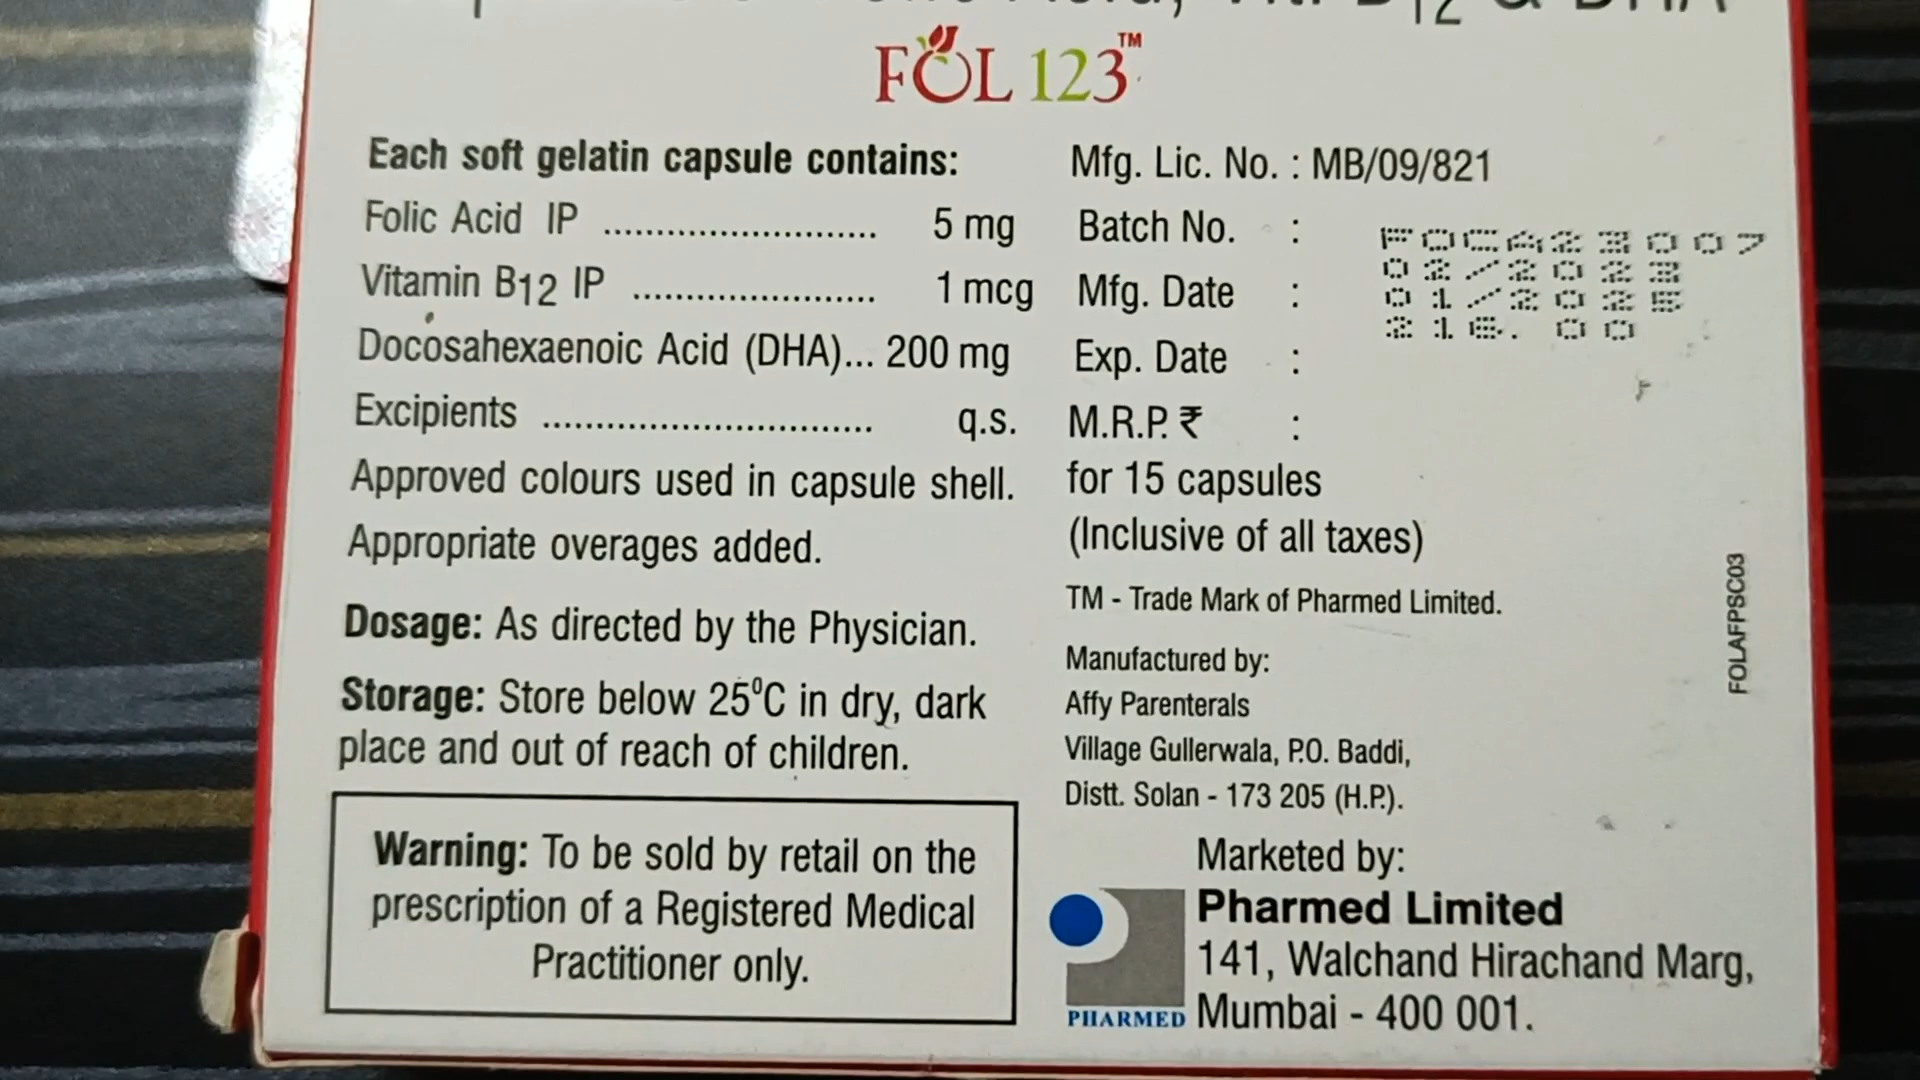 Acid, Vit. B12 & DHA
FOL 123™
Each soft gelatin capsule contains:
Folic Acid IP .......................... 5 mg
Vitamin B12 IP ....................... 1 mcg
Docosahexaenoic Acid (DHA)... 200 mg
Excipients ............................... q.s.
Approved colours used in capsule shell.
Appropriate overages added.
Dosage: As directed by the Physician.
Storage: Store below 25⁰C in dry, dark
place and out of reach of children.
Warning: To be sold by retail on the
prescription of a Registered Medical
Practitioner only.
Mfg. Lic. No. : MB/09/821
Batch No. :
Mfg. Date :
Exp. Date :
M.R.P. ₹ :
FOCA23007
02/2023
01/2025
218.00
for 15 capsules
(Inclusive of all taxes)
TM - Trade Mark of Pharmed Limited.
Manufactured by:
Affy Parenterals
Village Gullerwala, P.O. Baddi,
Distt. Solan - 173 205 (H.P.).
Marketed by:
Pharmed Limited
141, Walchand Hirachand Marg,
Mumbai - 400 001.
PHARMED
FOLAFPSC03